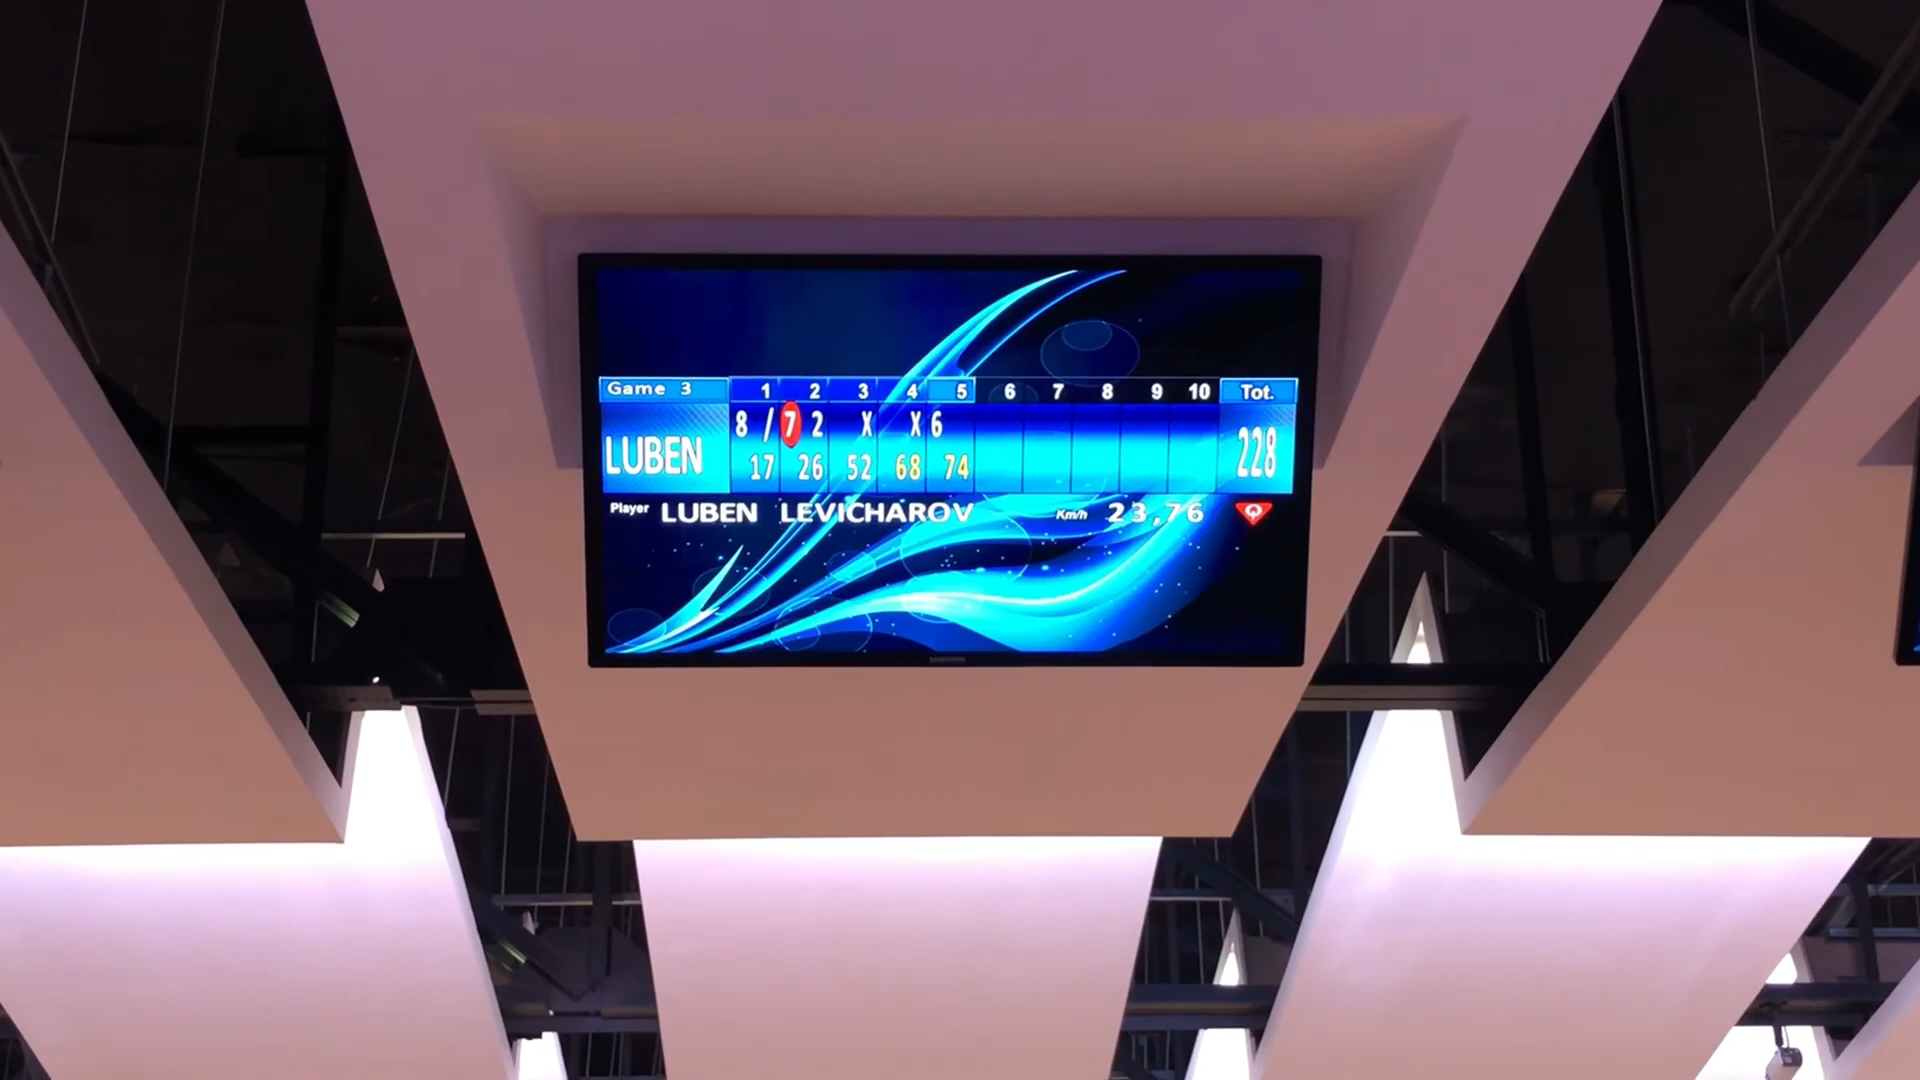 Game 3 1 2 3 4 5 6 7 8 9 10 Tot.
8 / 7 2 X X 6
LUBEN 17 26 52 68 74 228
Player LUBEN LEVICHAROV Km/h 23,76